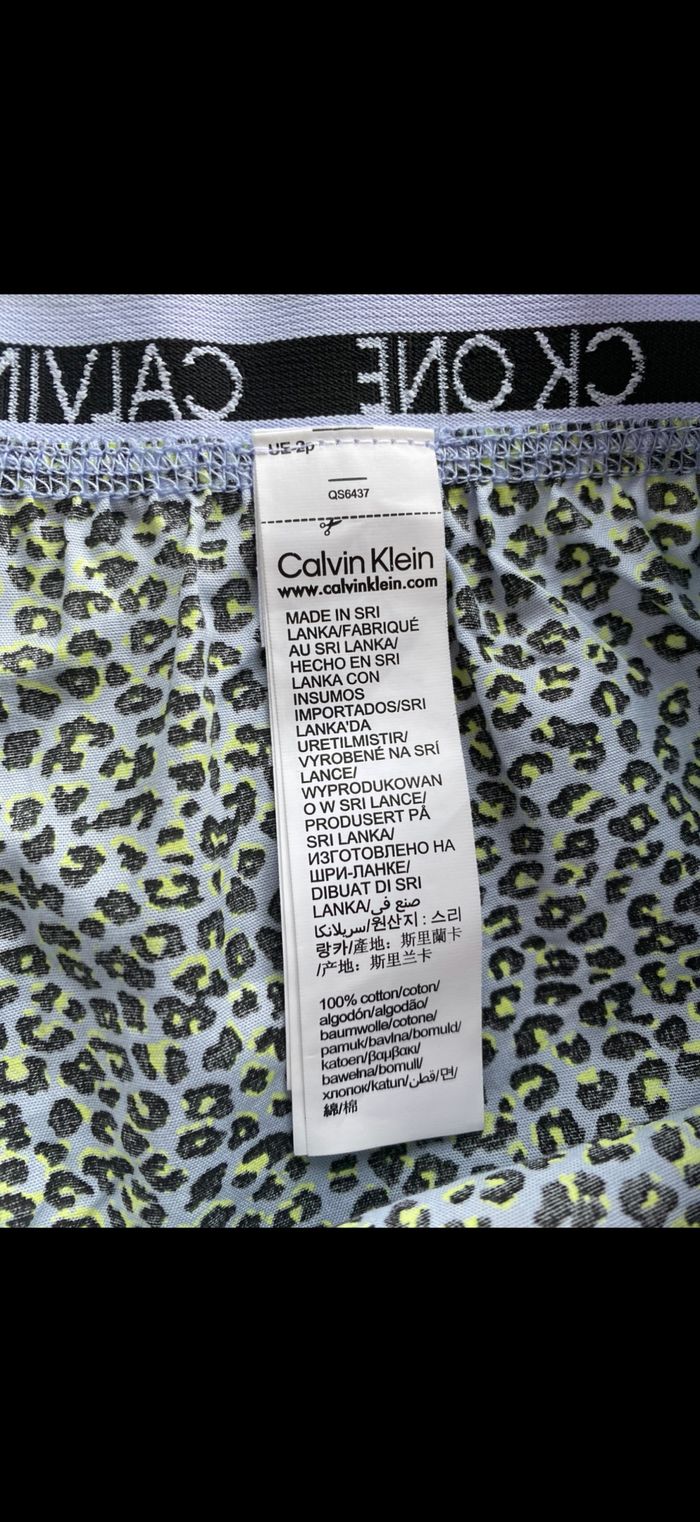 CALVIN CK ONE
QS6437
Calvin Klein
www.calvinklein.com
MADE IN SRI
LANKA/FABRIQUÉ
AU SRI LANKA/
HECHO EN SRI
LANKA CON
INSUMOS
IMPORTADOS/SRI
LANKA'DA
URETILMISTIR/
VYROBENÉ NA SRÍ
LANCE/
WYPRODUKOWAN
O W SRI LANCE/
PRODUSERT PÅ
SRI LANKA/
ИЗГОТОВЛЕНО НА
ШРИ-ЛАНКЕ/
DIBUAT DI SRI
LANKA/صنع في
سريلانكا/원산지 : 스리
랑카/產地：斯里蘭卡
/产地：斯里兰卡
100% cotton/coton/
algodón/algodão/
baumwolle/cotone/
pamuk/bavlna/bomuld/
katoen/βαμβακι/
bawełna/bomull/
хлопок/katun/قطن/면/
綿/棉